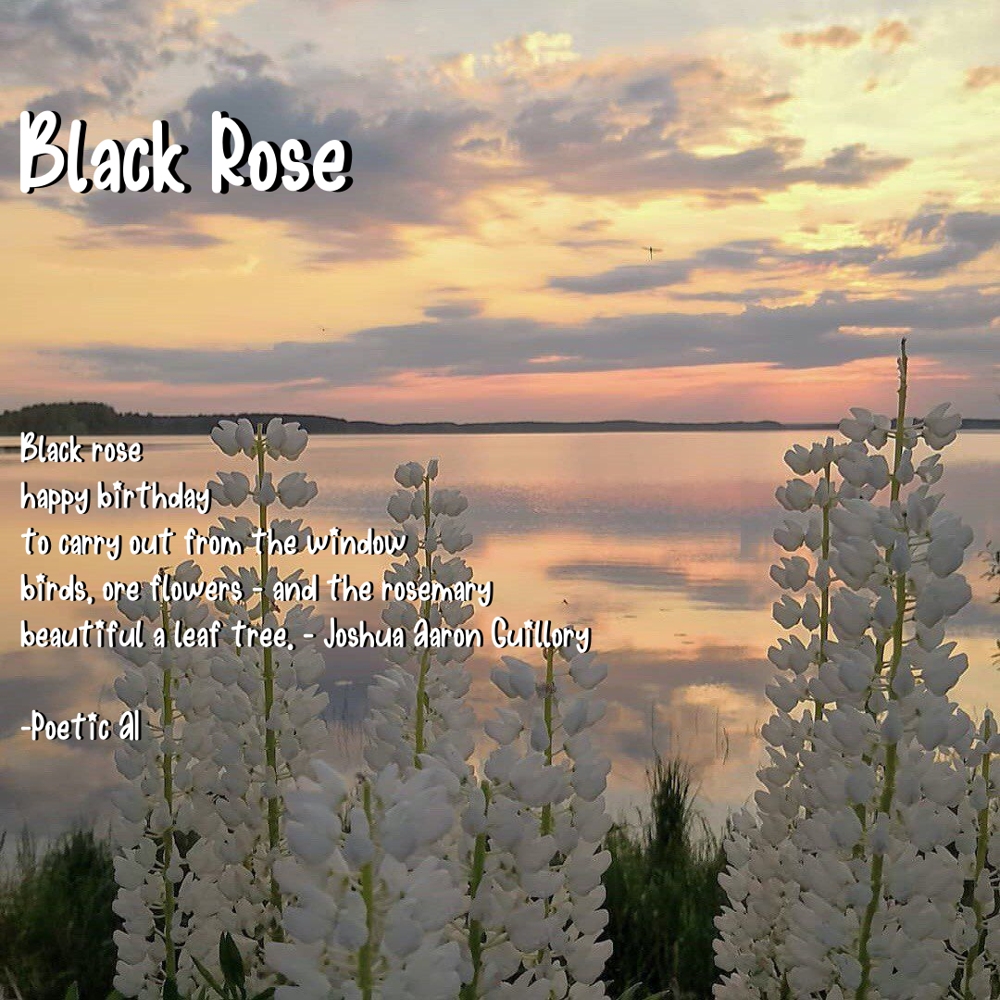 Black Rose
Black rose
happy birthday
to carry out from the window
birds, ore flowers - and the rosemary
beautiful a leaf tree. - Joshua Aaron Guillory
-Poetic Al